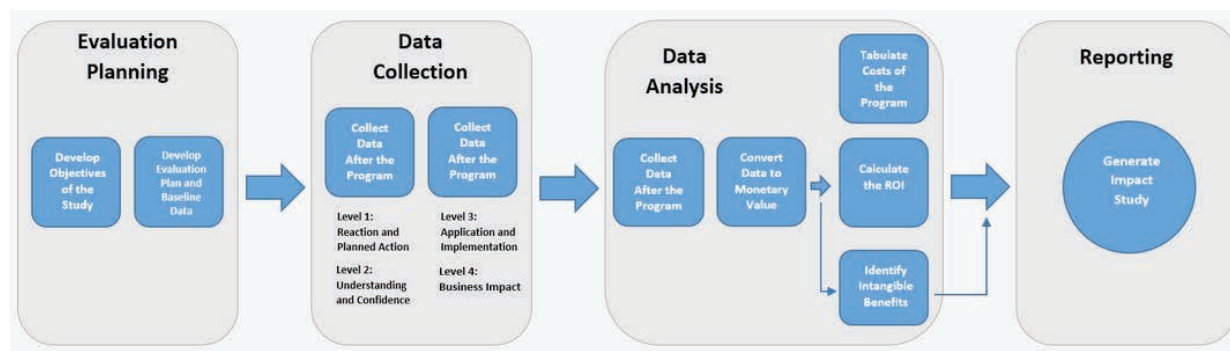 Evaluation
Planning
Develop
Objectives
of the
Study
Develop
Evaluation
Plan and
Baseline
Data
Data
Collection
Collect
Data
After the
Program
Collect
Data
After the
Program
Level 1:
Reaction and
Planned Action
Level 2:
Understanding
and Confidence
Level 3:
Application and
Implementation
Level 4:
Business Impact
Data
Analysis
Collect
Data
After the
Program
Convert
Data to
Monetary
Value
Tabulate
Costs of
the
Program
Calculate
the ROI
Identify
Intangible
Benefits
Reporting
Generate
Impact
Study